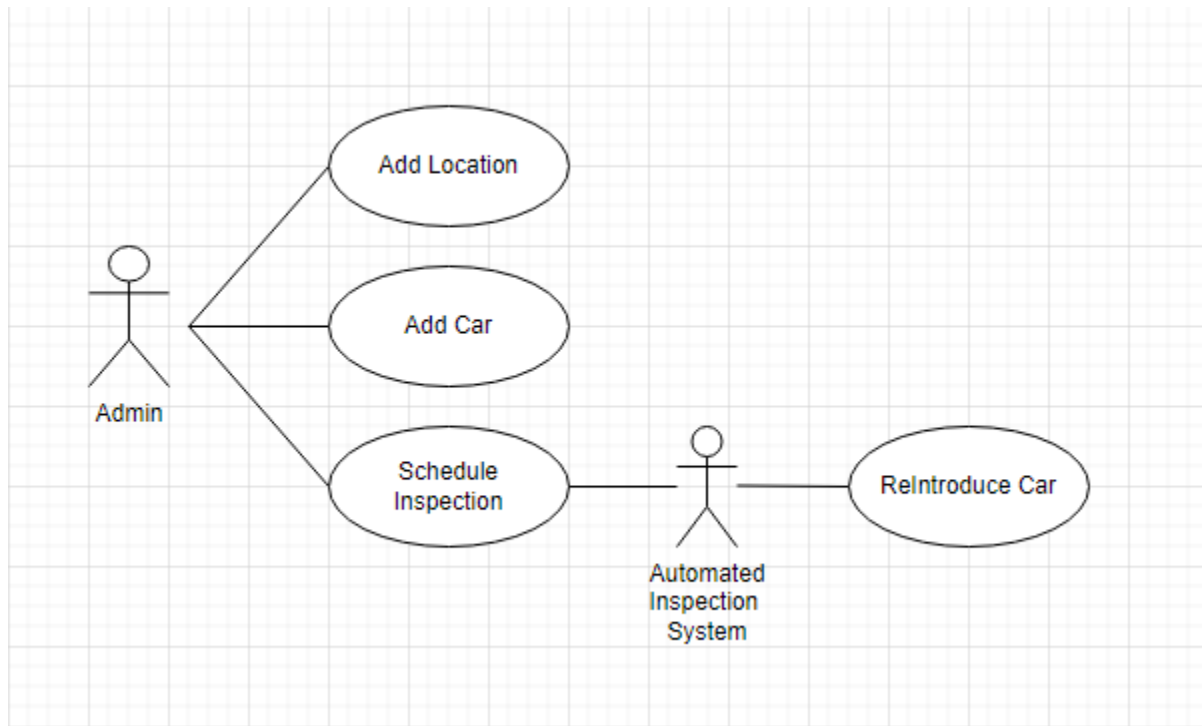 Add Location
Add Car
Admin
Schedule
Inspection
ReIntroduce Car
Automated
Inspection
System